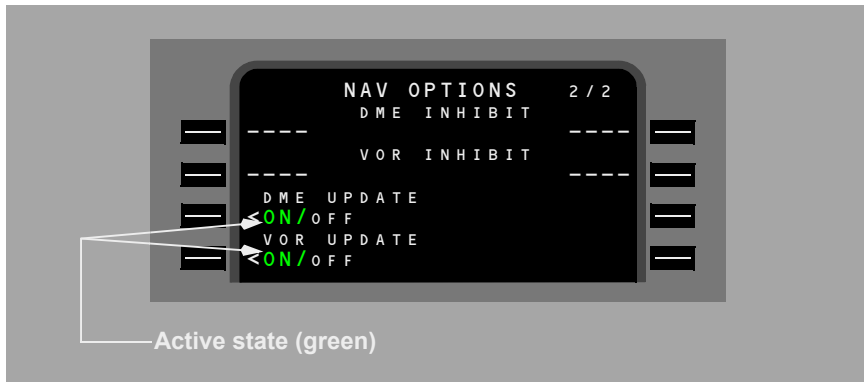 NAV OPTIONS 2/2
DME INHIBIT
---- ----
VOR INHIBIT
---- ----
DME UPDATE
<ON/OFF
VOR UPDATE
<ON/OFF
Active state (green)